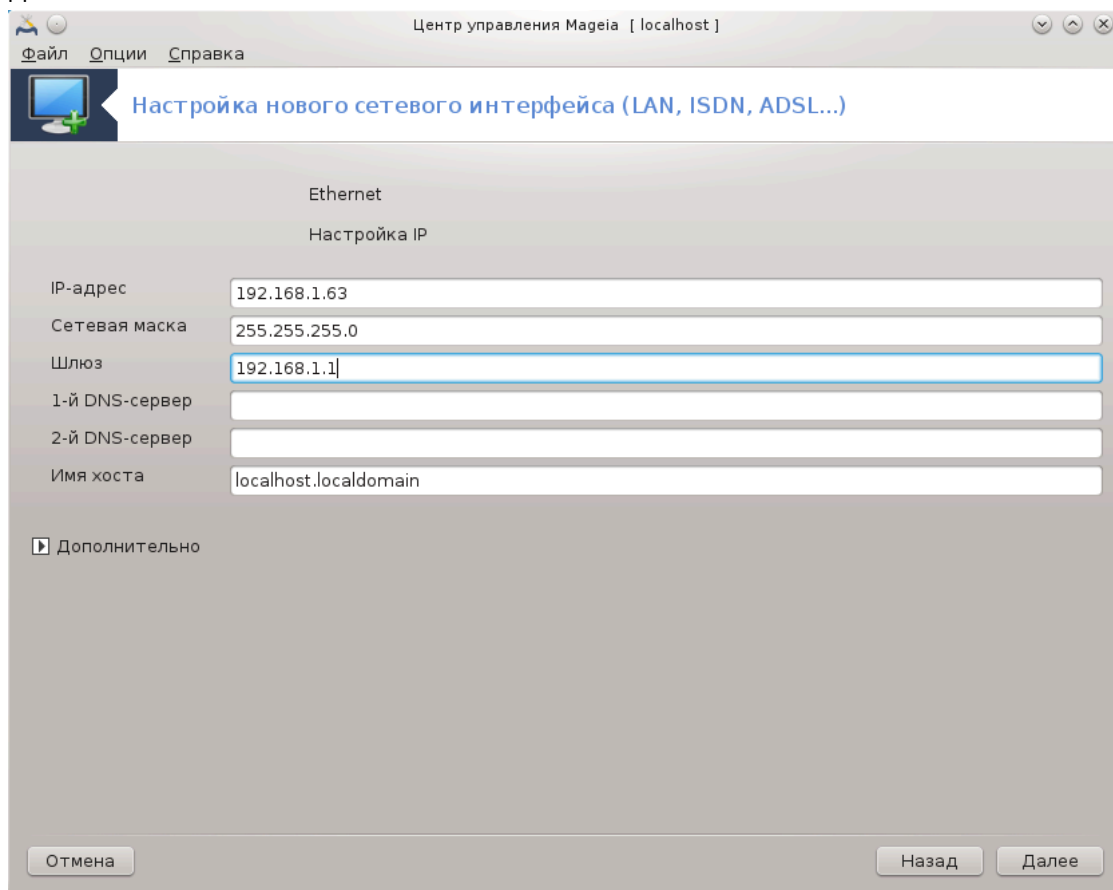 Центр управления Mageia [ localhost ]
Файл Опции Справка
Настройка нового сетевого интерфейса (LAN, ISDN, ADSL...)
Ethernet
Настройка IP
IP-адрес 192.168.1.63
Сетевая маска 255.255.255.0
Шлюз 192.168.1.1
1-й DNS-сервер
2-й DNS-сервер
Имя хоста localhost.localdomain
Дополнительно
Отмена Назад Далее